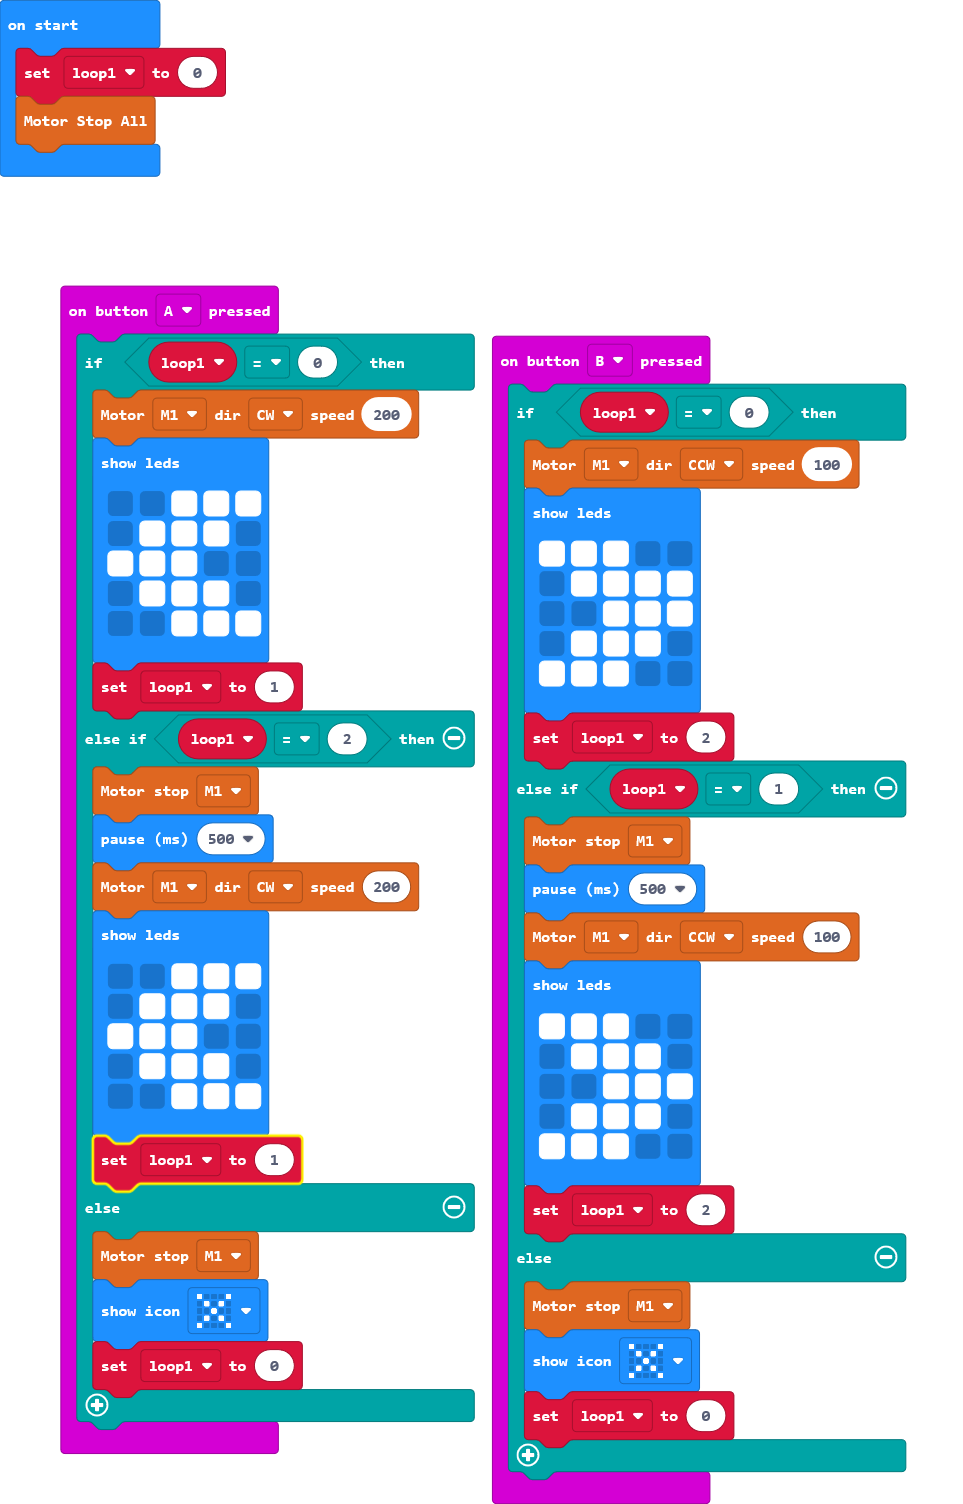 on start
set loop1 to 0
Motor Stop All
on button A pressed
if loop1 = 0 then
Motor M1 dir CW speed 200
show leds
set loop1 to 1
else if loop1 = 2 then
Motor stop M1
pause (ms) 500
Motor M1 dir CW speed 200
show leds
set loop1 to 1
else
Motor stop M1
show icon
set loop1 to 0
on button B pressed
if loop1 = 0 then
Motor M1 dir CCW speed 100
show leds
set loop1 to 2
else if loop1 = 1 then
Motor stop M1
pause (ms) 500
Motor M1 dir CCW speed 100
show leds
set loop1 to 2
else
Motor stop M1
show icon
set loop1 to 0